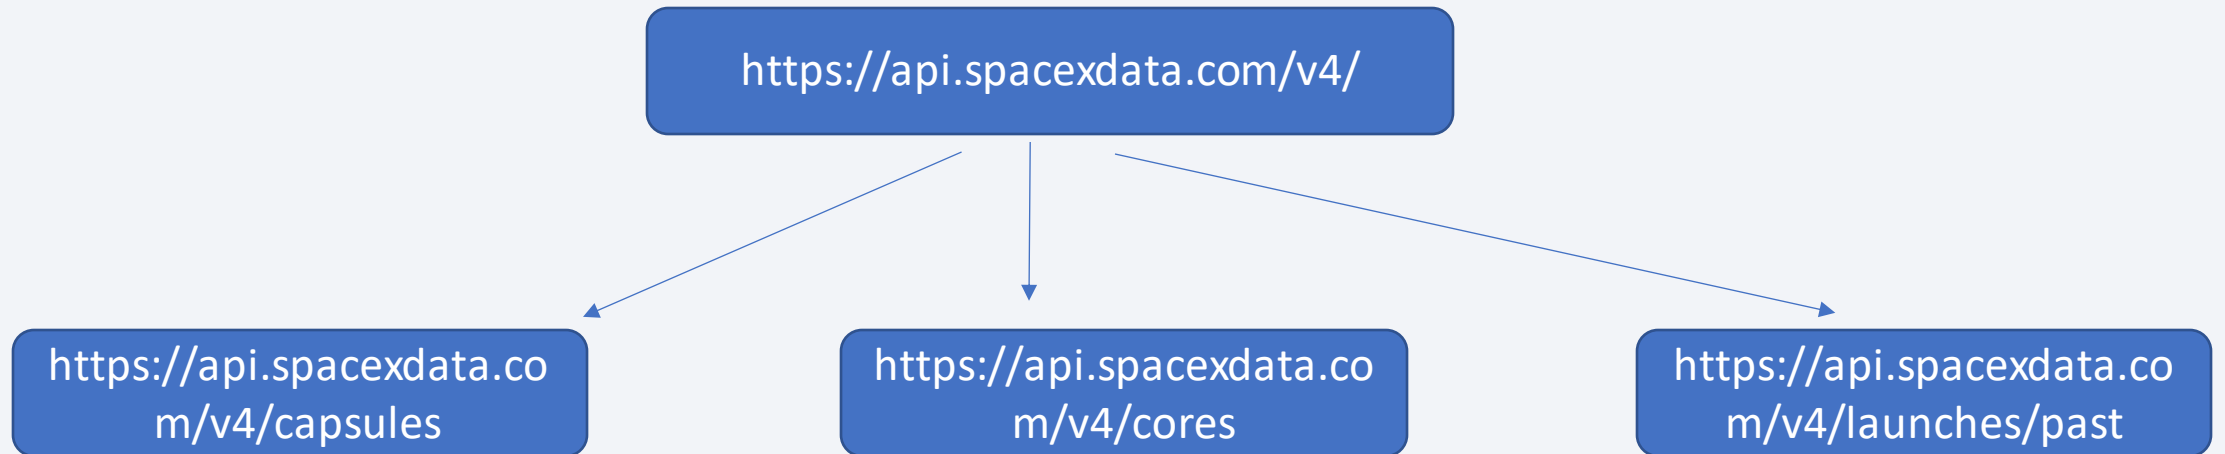 https://api.spacexdata.com/v4/
https://api.spacexdata.co
m/v4/capsules
https://api.spacexdata.co
m/v4/cores
https://api.spacexdata.co
m/v4/launches/past